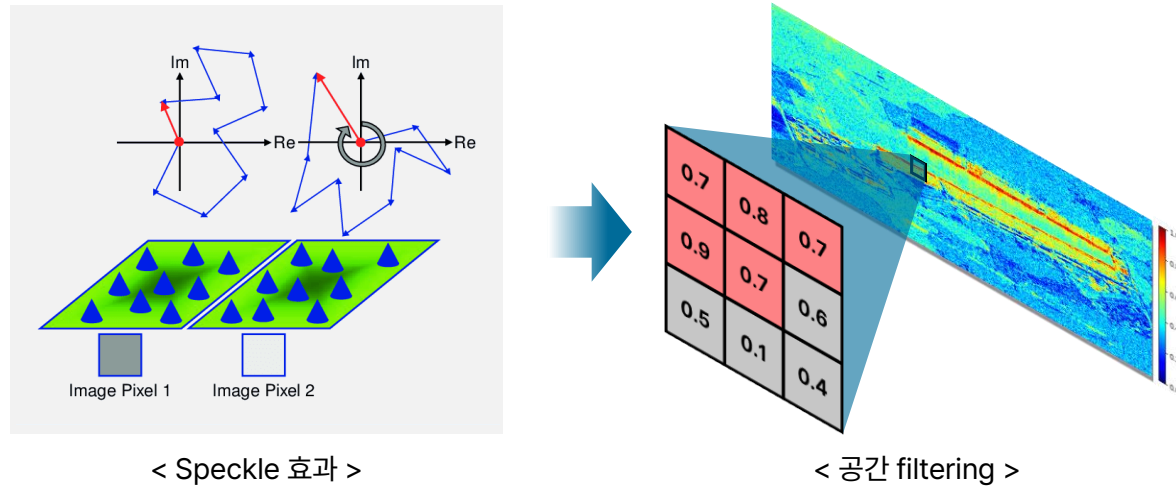 Im
Im
Re
Re
0.7
0.8
0.7
0.9
0.7
0.6
0.5
0.1
0.4
Image Pixel 1
Image Pixel 2
< Speckle 효과 >
< 공간 filtering >